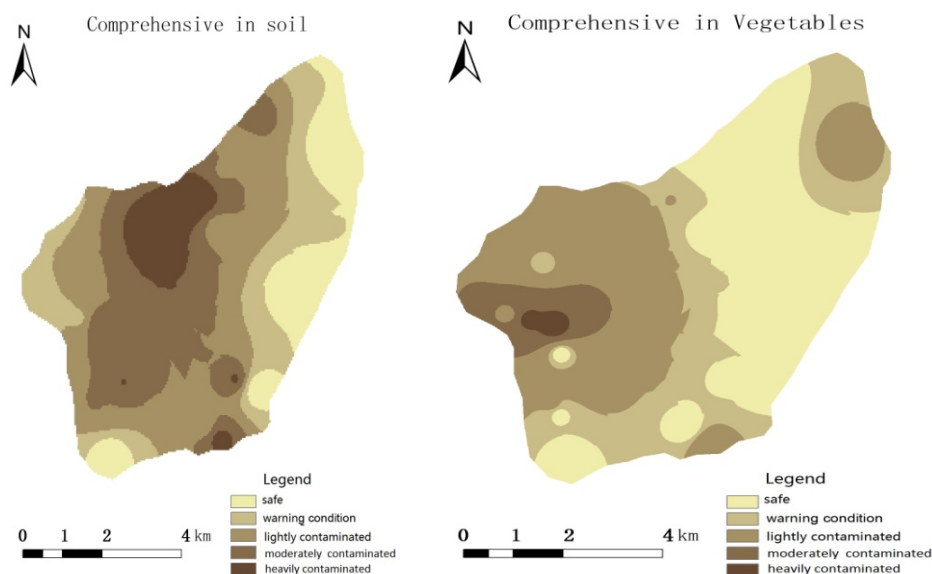 Comprehensive in soil
N
Legend
safe
warning condition
lightly contaminated
moderately contaminated
heavily contaminated
0 1 2 4 km
Comprehensive in Vegetables
N
Legend
safe
warning condition
lightly contaminated
moderately contaminated
heavily contaminated
0 1 2 4 km